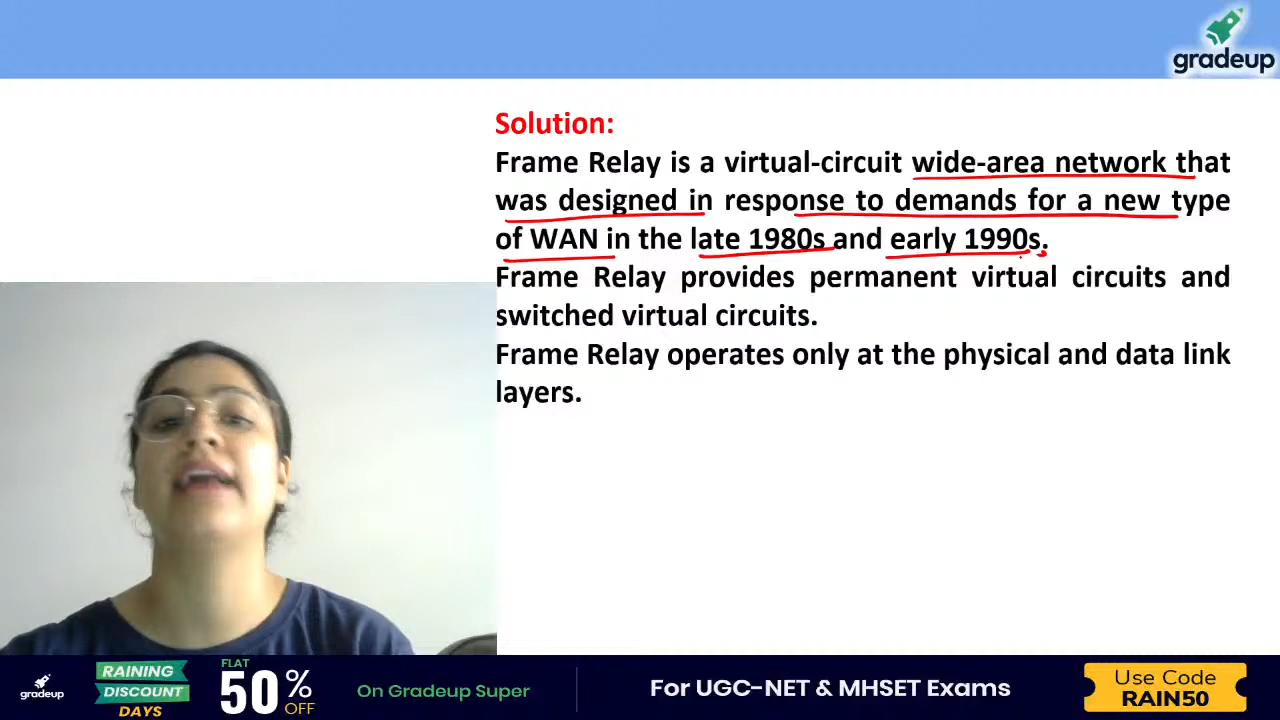 gradeup
Solution:
Frame Relay is a virtual-circuit wide-area network that
was designed in response to demands for a new type
of WAN in the late 1980s and early 1990s.
Frame Relay provides permanent virtual circuits and
switched virtual circuits.
Frame Relay operates only at the physical and data link
layers.
gradeup
RAINING
DISCOUNT
DAYS
FLAT
50%
OFF
On Gradeup Super
For UGC-NET & MHSET Exams
Use Code
RAIN50